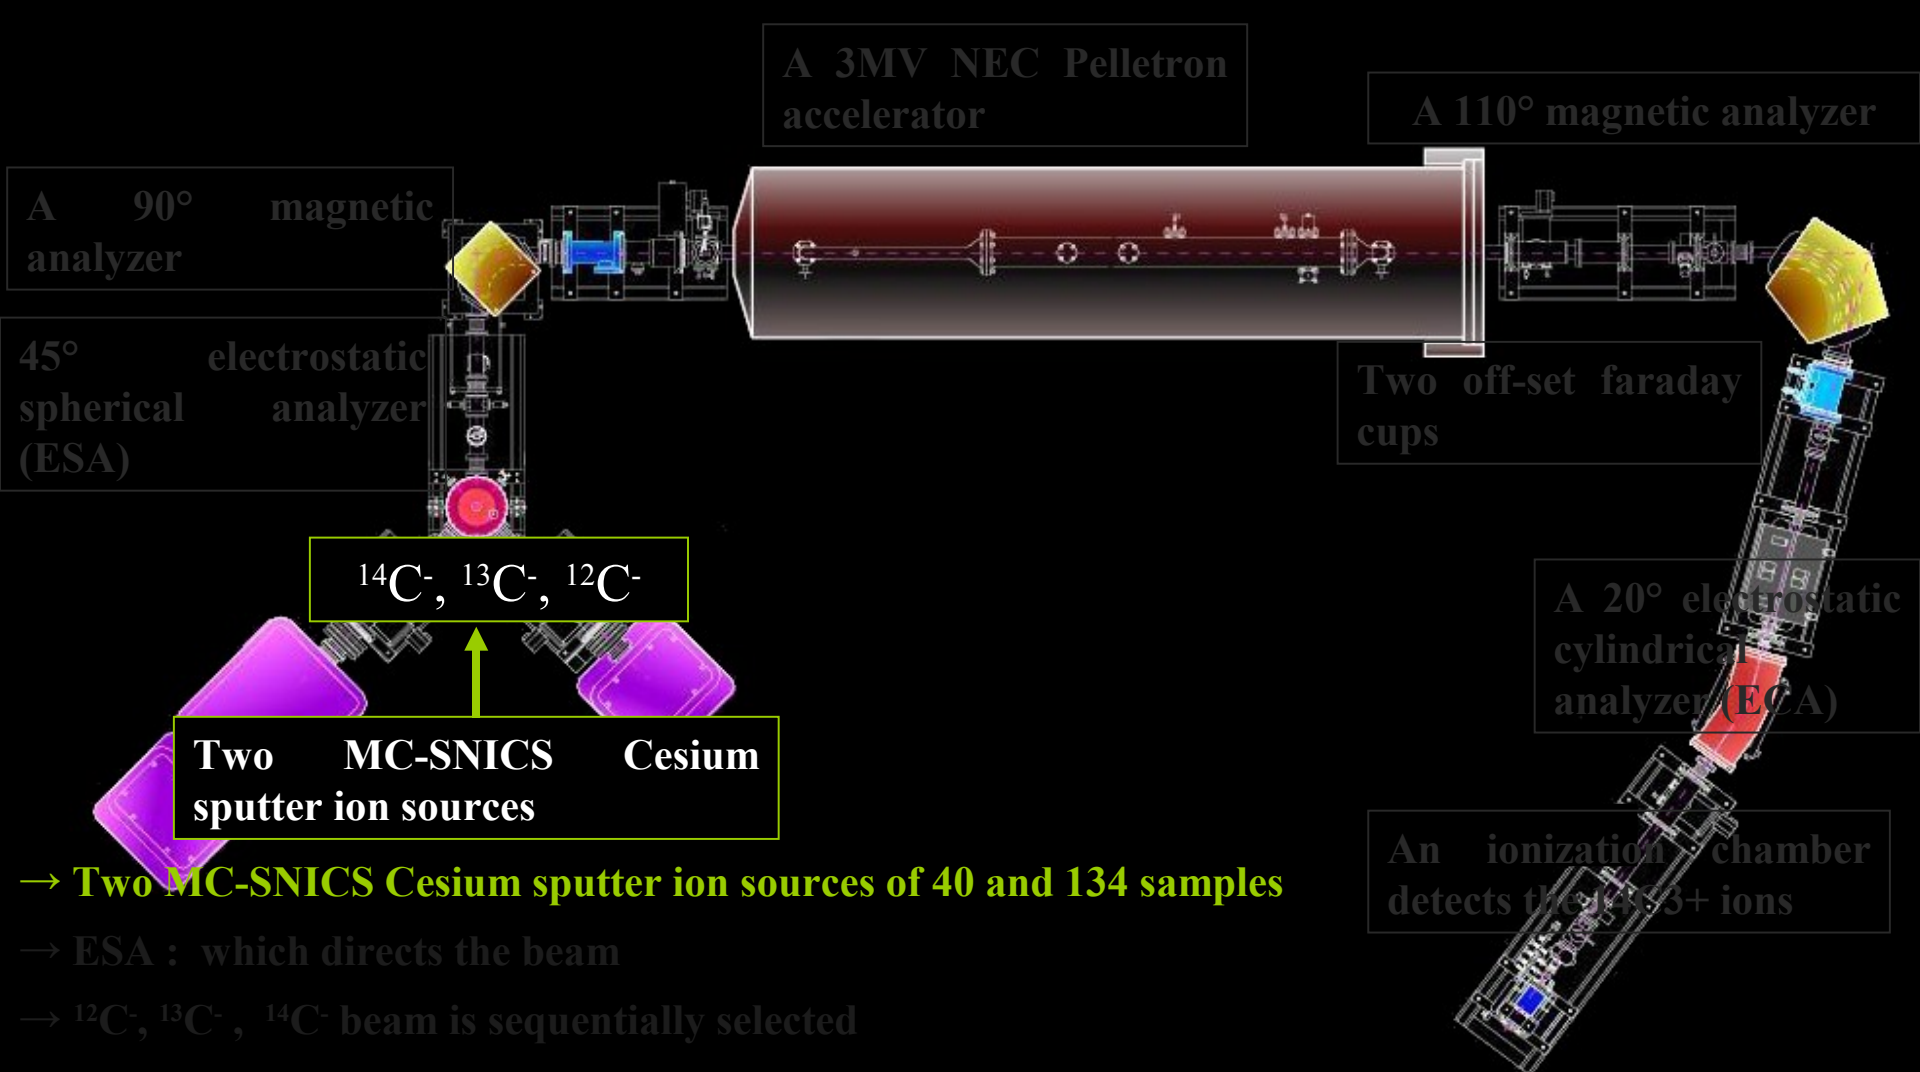 A 3MV NEC Pelletron
accelerator
A 110° magnetic analyzer
A 90° magnetic
analyzer
45° electrostatic
spherical analyzer
(ESA)
Two off-set faraday
cups
¹⁴C⁻, ¹³C⁻, ¹²C⁻
A 20° electrostatic
cylindrical
analyzer (ECA)
Two MC-SNICS Cesium
sputter ion sources
An ionization chamber
detects the 14C3+ ions
→ Two MC-SNICS Cesium sputter ion sources of 40 and 134 samples
→ ESA : which directs the beam
→ ¹²C⁻, ¹³C⁻ , ¹⁴C⁻ beam is sequentially selected